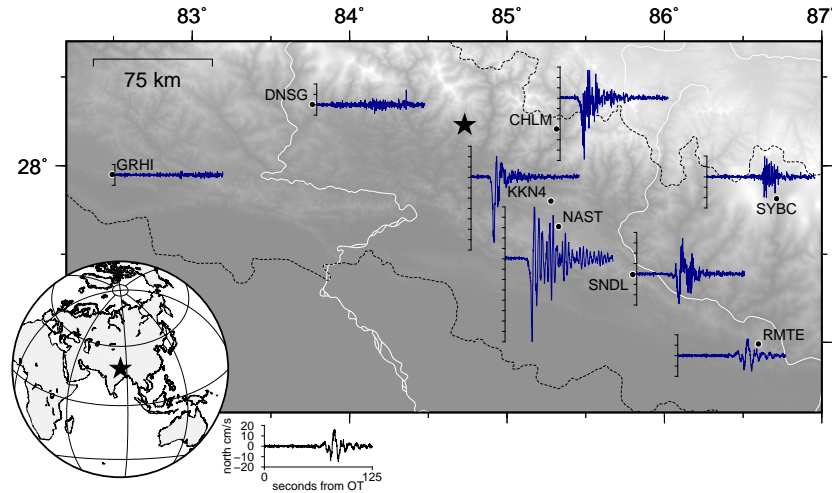 83° 84° 85° 86° 87°
75 km
DNSG
CHLM
28°
GRHI
KKN4
SYBC
NAST
SNDL
RMTE
north cm/s
20
10
0
−10
−20
0 125
seconds from OT